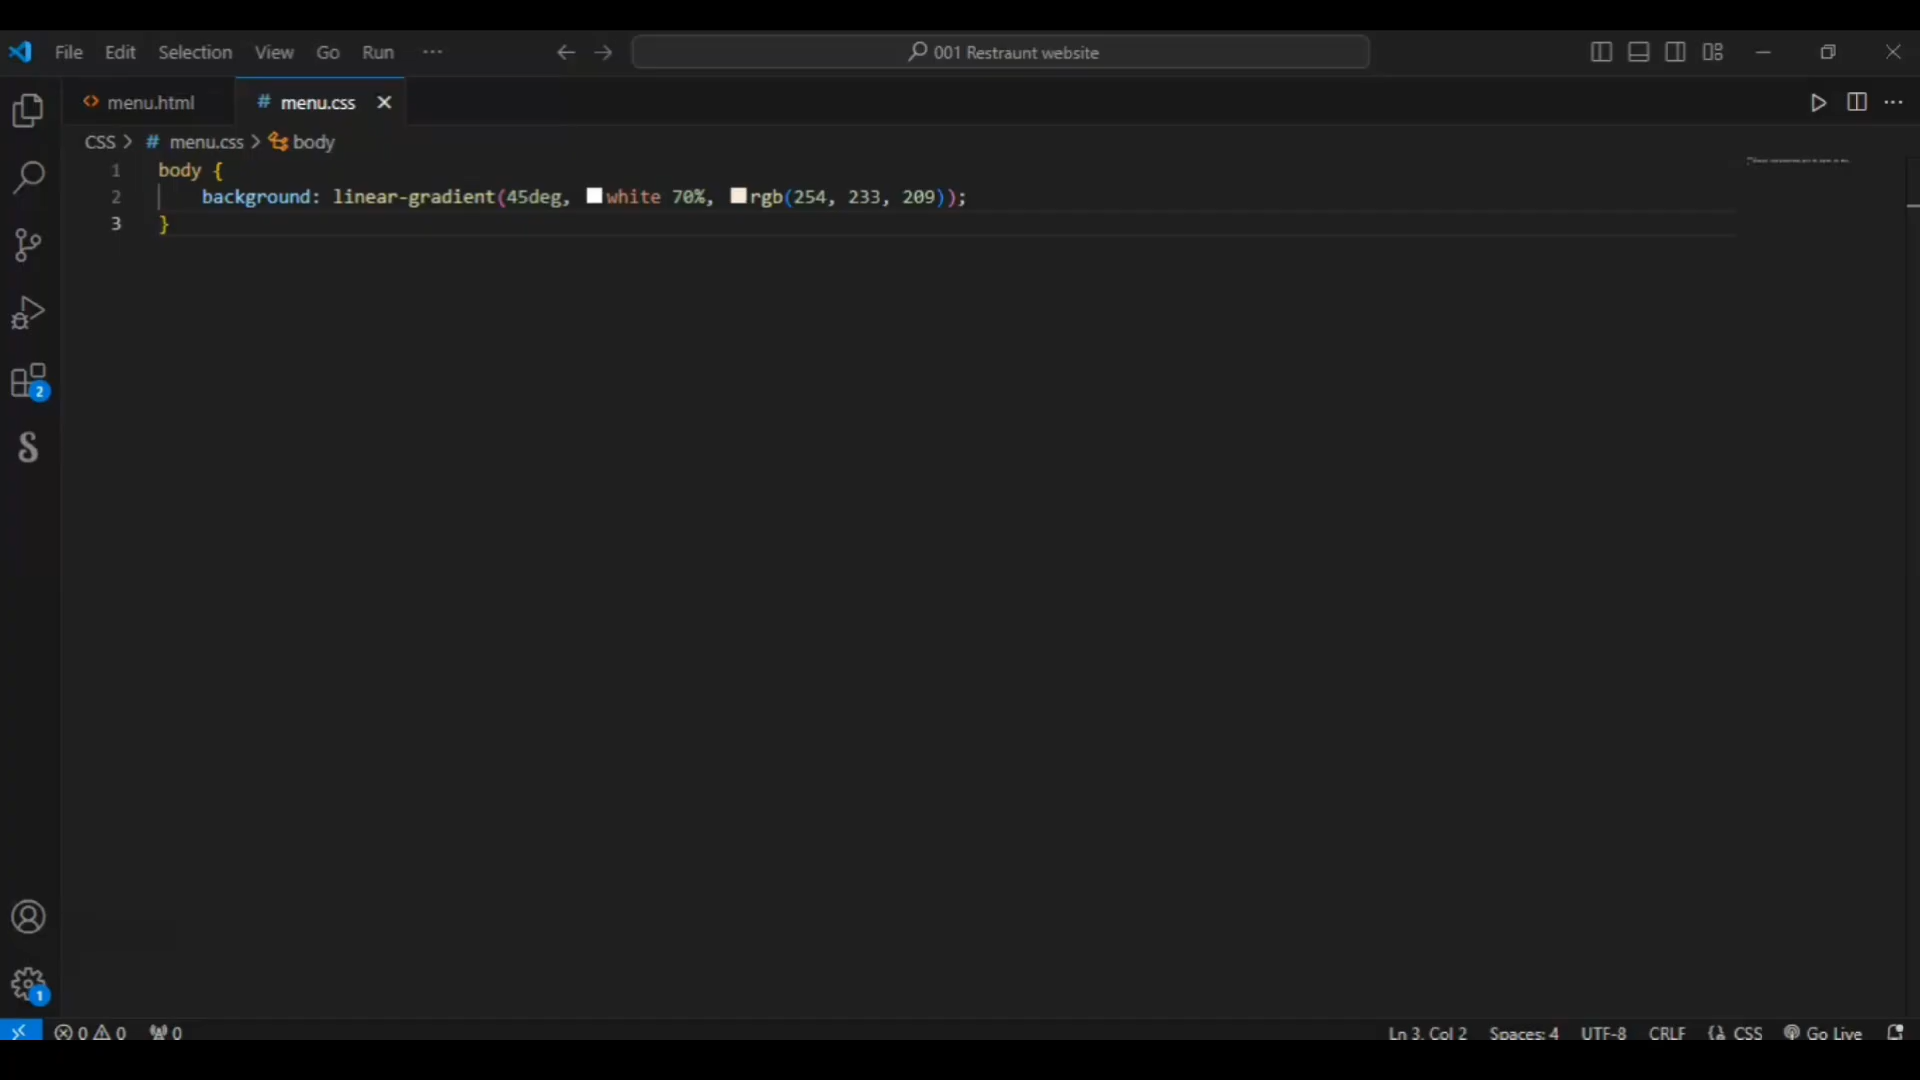 File Edit Selection View Go Run ··· 001 Restraunt website
menu.html # menu.css
CSS > # menu.css > body
1 body {
2 background: linear-gradient(45deg, white 70%, rgb(254, 233, 209));
3 }
2
1
0 0 0 Ln 3, Col 2 Spaces: 4 UTF-8 CRLF CSS Go Live